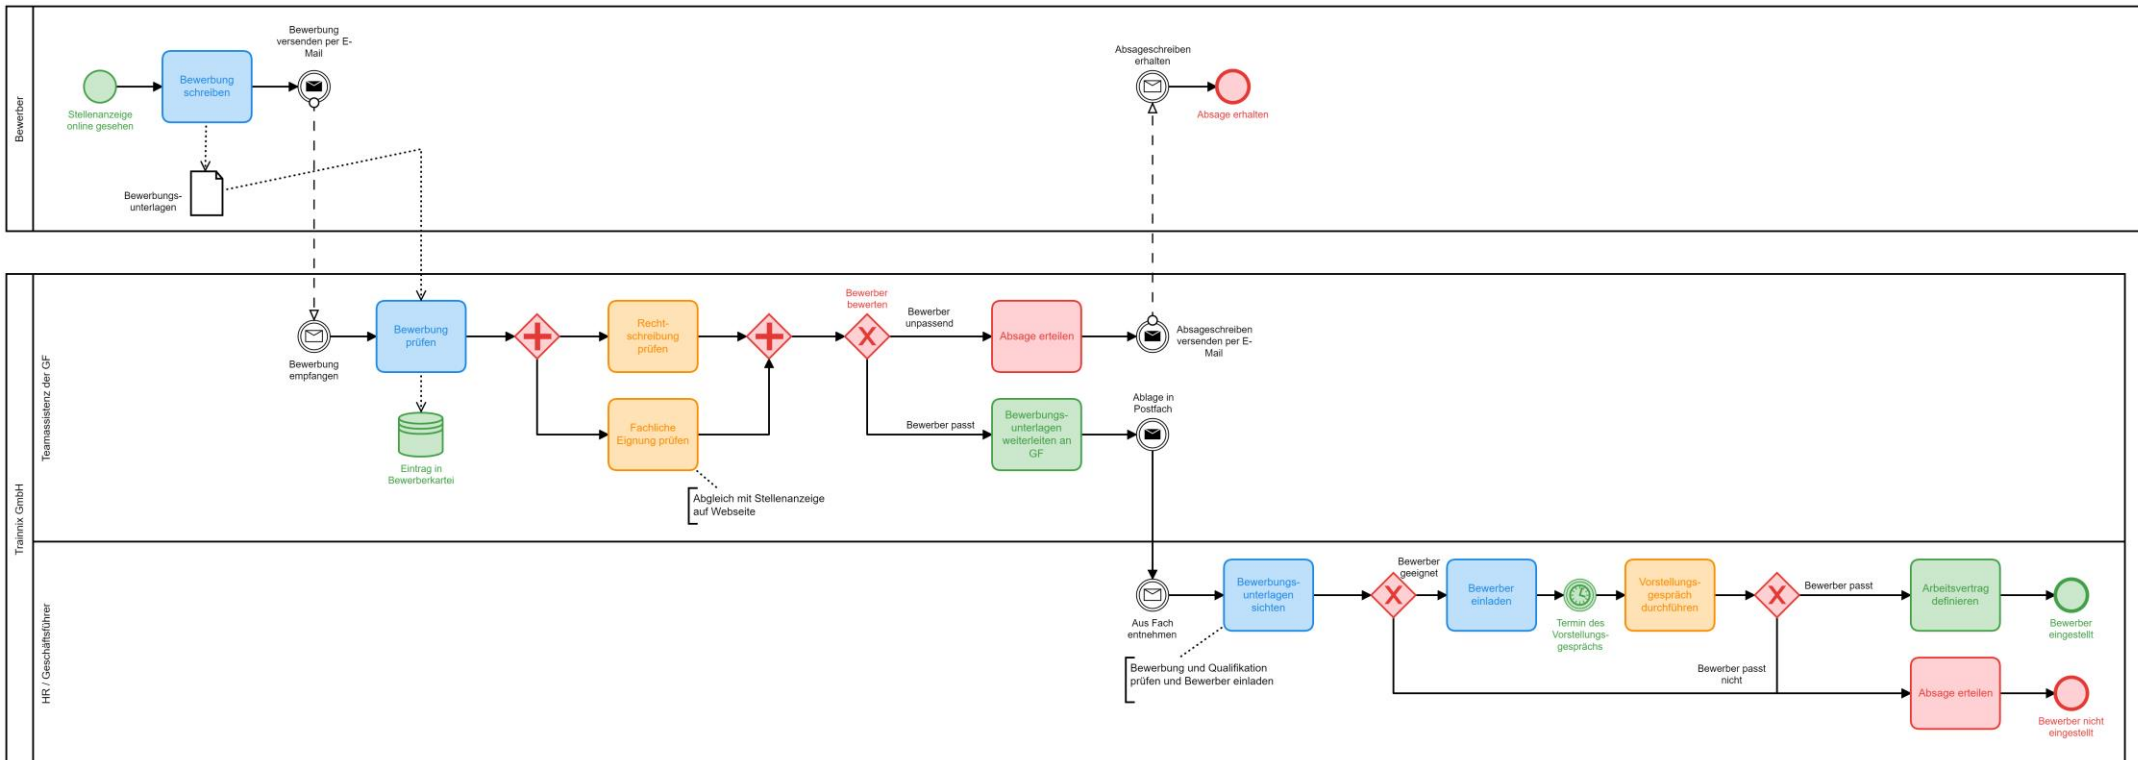 Bewerber
Stellenanzeige
online gesehen
Bewerbung
schreiben
Bewerbung
versenden per E-
Mail
Bewerbungs-
unterlagen
Absageschreiben
erhalten
Absage erhalten
Trainnix GmbH
Teamassistenz der GF
Bewerbung
empfangen
Bewerbung
prüfen
Eintrag in
Bewerberkartei
Recht-
schreibung
prüfen
Fachliche
Eignung prüfen
Abgleich mit Stellenanzeige
auf Webseite
Bewerber
bewerten
Bewerber
unpassend
Absage erteilen
Absageschreiben
versenden per E-
Mail
Bewerber passt
Bewerbungs-
unterlagen
weiterleiten an
GF
Ablage in
Postfach
HR / Geschäftsführer
Aus Fach
entnehmen
Bewerbungs-
unterlagen
sichten
Bewerbung und Qualifikation
prüfen und Bewerber einladen
Bewerber
geeignet
Bewerber
einladen
Termin des
Vorstellungs-
gesprächs
Vorstellungs-
gespräch
durchführen
Bewerber passt
Arbeitsvertrag
definieren
Bewerber
eingestellt
Bewerber passt
nicht
Absage erteilen
Bewerber nicht
eingestellt